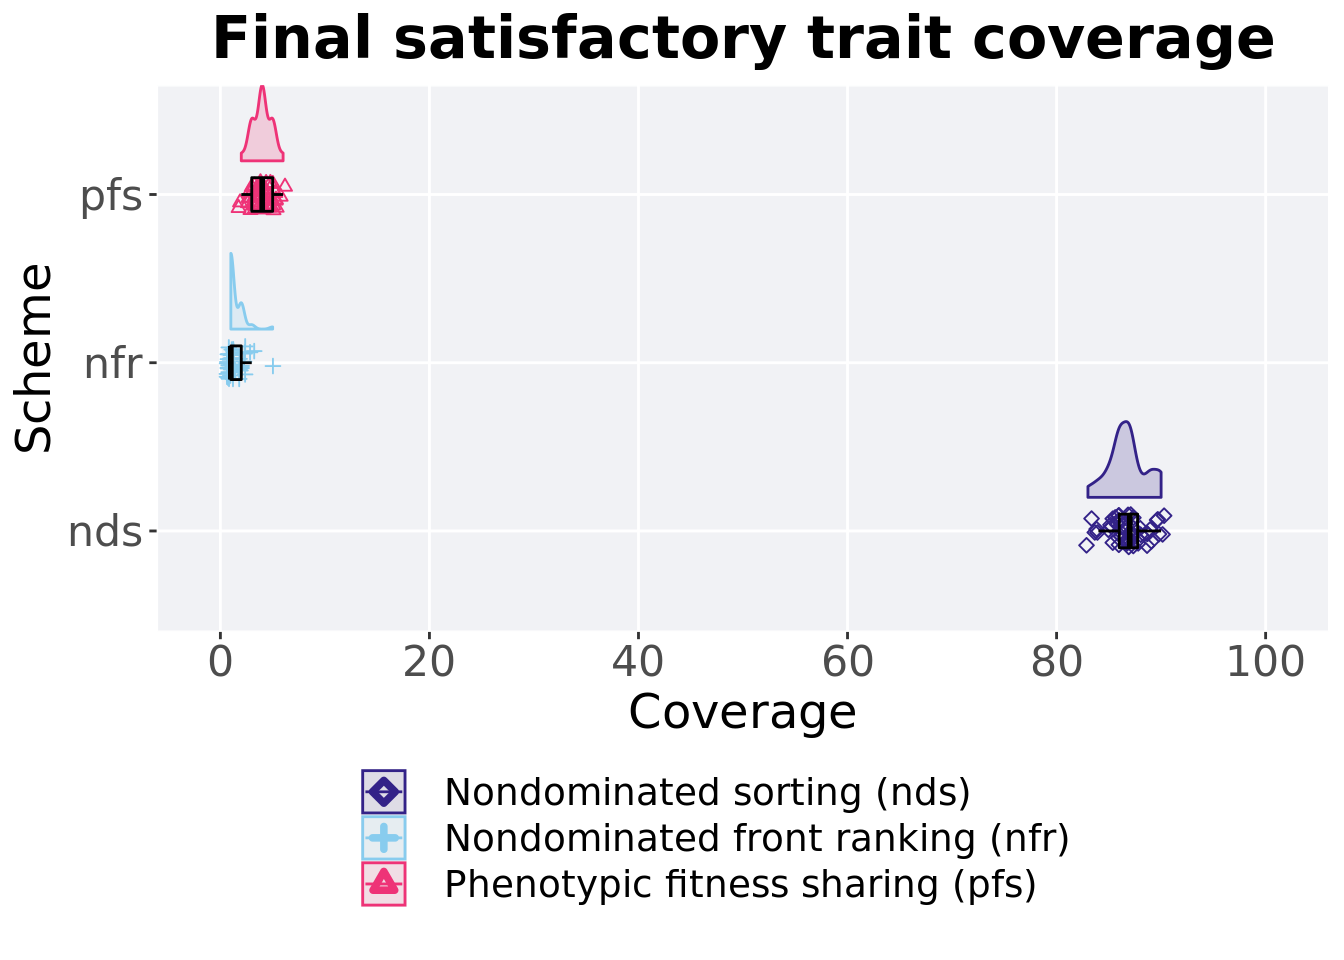 Final satisfactory trait coverage
Scheme
pfs
nfr
nds
0 20 40 60 80 100
Coverage
Nondominated sorting (nds)
Nondominated front ranking (nfr)
Phenotypic fitness sharing (pfs)